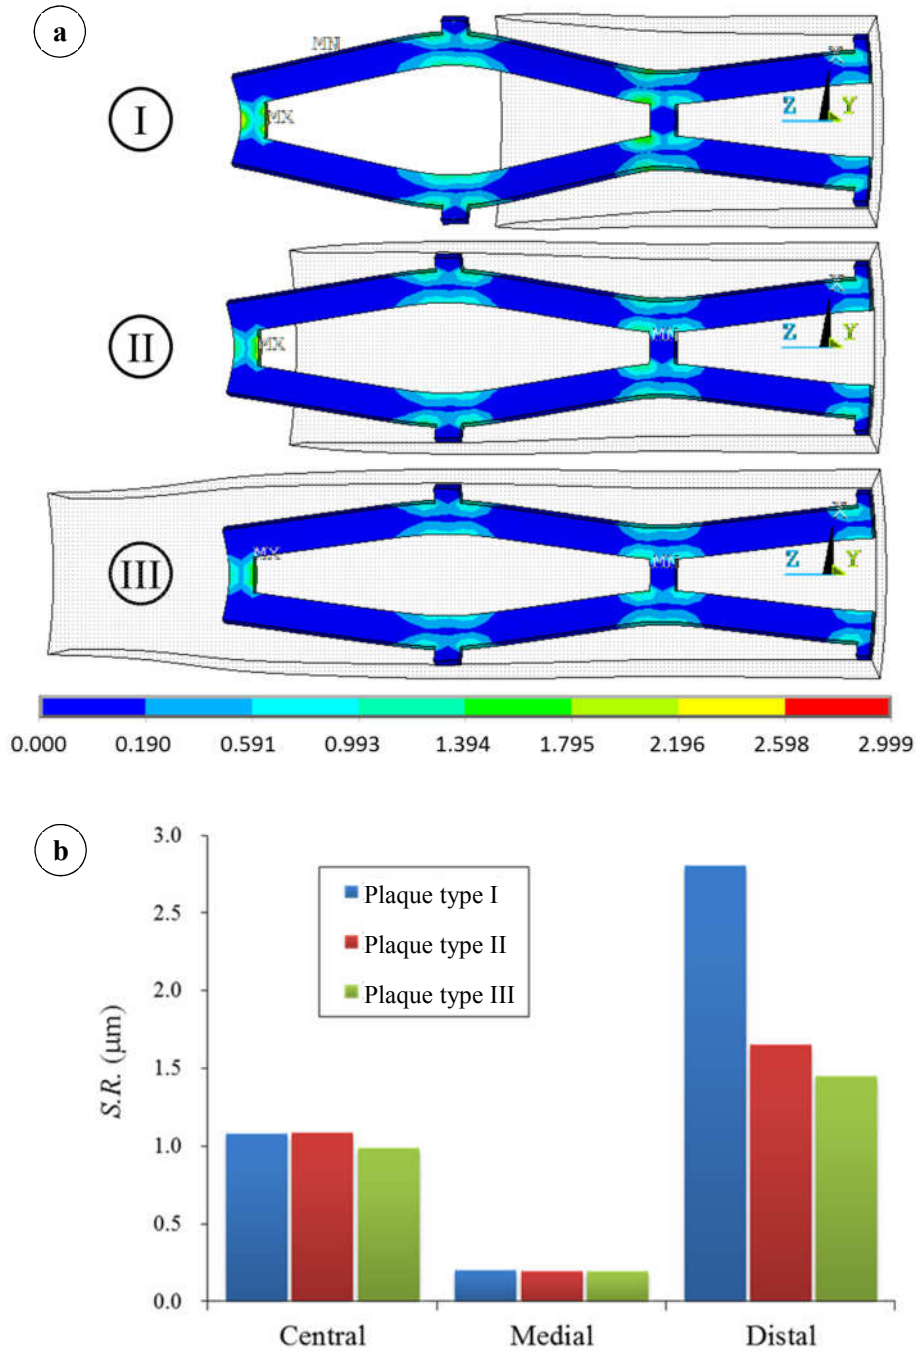 a
MN
I
MX
X
Z
Y
II
MX
MN
X
Z
Y
III
MX
MN
X
Z
Y
0.000 0.190 0.591 0.993 1.394 1.795 2.196 2.598 2.999
b
3.0
2.5
2.0
1.5
1.0
0.5
0.0
S.R. (μm)
Plaque type I
Plaque type II
Plaque type III
Central Medial Distal